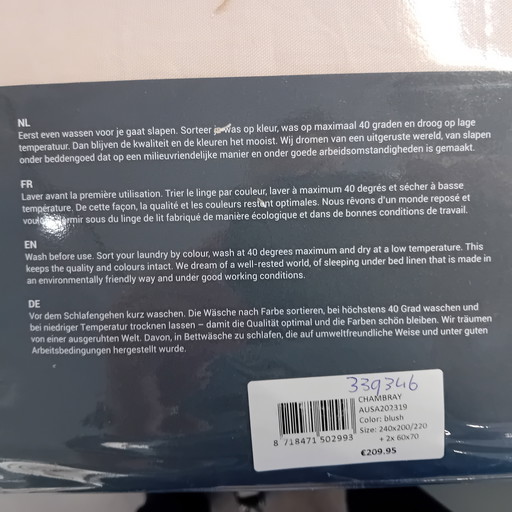 NL
Eerst even wassen voor je gaat slapen. Sorteer je was op kleur, was op maximaal 40 graden en droog op lage
temperatuur. Dan blijven de kwaliteit en de kleuren het mooist. Wij dromen van een uitgeruste wereld, van slapen
onder beddengoed dat op een milieuvriendelijke manier en onder goede arbeidsomstandigheden is gemaakt.
FR
Laver avant la première utilisation. Trier le linge par couleur, laver à maximum 40 degrés et sécher à basse
température. De cette façon, la qualité et les couleurs restent optimales. Nous rêvons d'un monde reposé et
dormir sous du linge de lit fabriqué de manière écologique et dans de bonnes conditions de travail.
EN
Wash before use. Sort your laundry by colour, wash at 40 degrees maximum and dry at a low temperature. This
keeps the quality and colours intact. We dream of a well-rested world, of sleeping under bed linen that is made in
an environmentally friendly way and under good working conditions.
DE
Vor dem Schlafengehen kurz waschen. Die Wäsche nach Farbe sortieren, bei höchstens 40 Grad waschen und
bei niedriger Temperatur trocknen lassen – damit die Qualität optimal und die Farben schön bleiben. Wir träumen
von einer ausgeruhten Welt. Davon, in Bettwäsche zu schlafen, die auf umweltfreundliche Weise und unter guten
Arbeitsbedingungen hergestellt wurde.
339346
CHAMBRAY
AUSA202319
Color: blush
Size: 240x200/220
+ 2x 60x70
8 718471 502993
€209.95